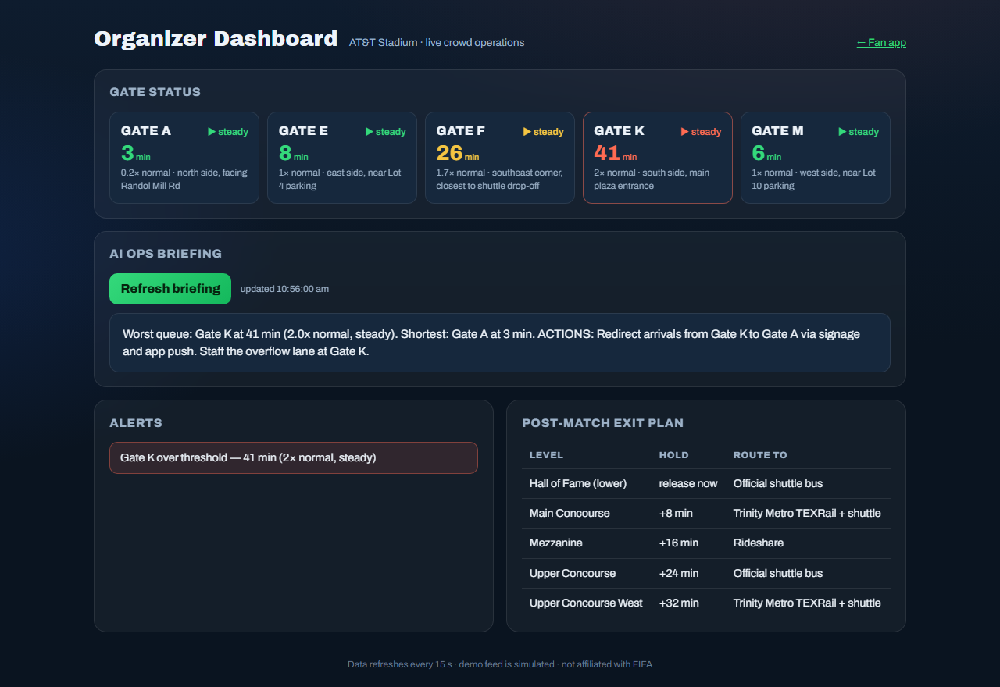 Organizer Dashboard AT&T Stadium · live crowd operations ← Fan app
GATE STATUS
GATE A ▶ steady
3 min
0.2× normal · north side, facing
Randol Mill Rd
GATE E ▶ steady
8 min
1× normal · east side, near Lot
4 parking
GATE F ▶ steady
26 min
1.7× normal · southeast corner,
closest to shuttle drop-off
GATE K ▶ steady
41 min
2× normal · south side, main
plaza entrance
GATE M ▶ steady
6 min
1× normal · west side, near Lot
10 parking
AI OPS BRIEFING
Refresh briefing updated 10:56:00 am
Worst queue: Gate K at 41 min (2.0x normal, steady). Shortest: Gate A at 3 min. ACTIONS: Redirect arrivals from Gate K to Gate A via signage
and app push. Staff the overflow lane at Gate K.
ALERTS
Gate K over threshold — 41 min (2× normal, steady)
POST-MATCH EXIT PLAN
LEVEL HOLD ROUTE TO
Hall of Fame (lower) release now Official shuttle bus
Main Concourse +8 min Trinity Metro TEXRail + shuttle
Mezzanine +16 min Rideshare
Upper Concourse +24 min Official shuttle bus
Upper Concourse West +32 min Trinity Metro TEXRail + shuttle
Data refreshes every 15 s · demo feed is simulated · not affiliated with FIFA